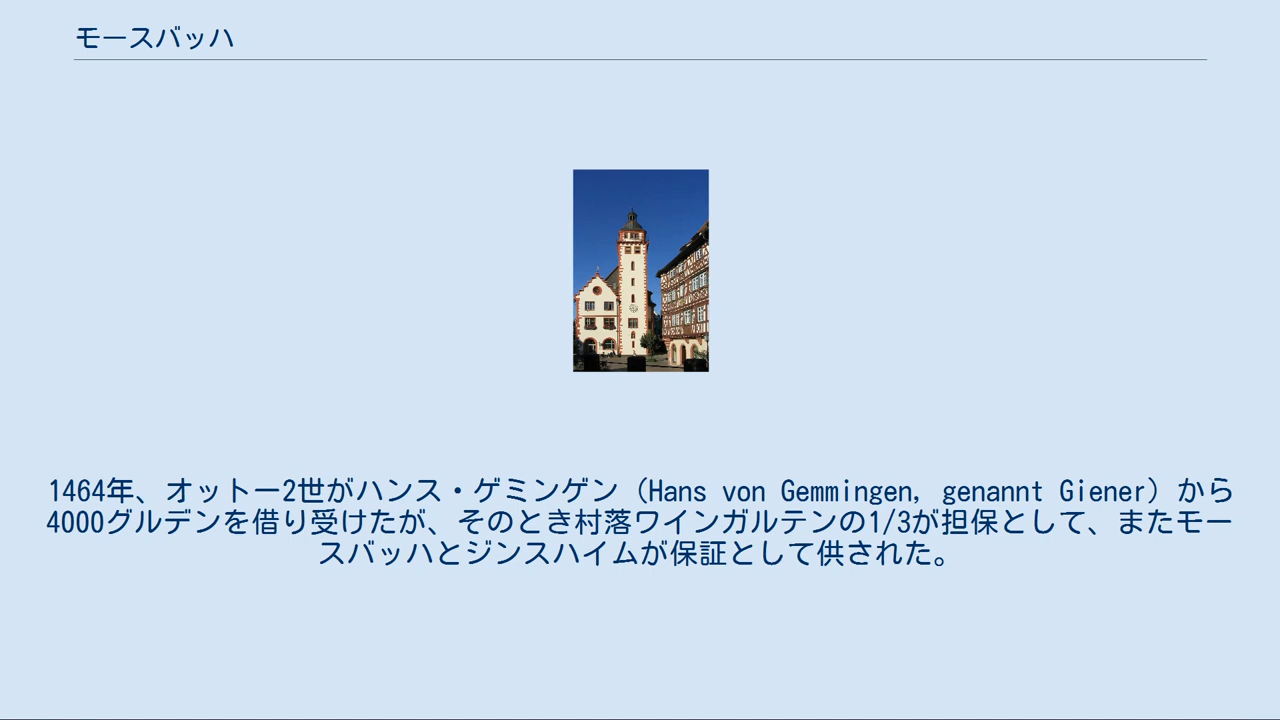 モースバッハ
1464年、オットー2世がハンス・ゲミンゲン（Hans von Gemmingen, genannt Giener）から
4000グルデンを借り受けたが、そのとき村落ワインガルテンの1/3が担保として、またモー
スバッハとジンスハイムが保証として供された。